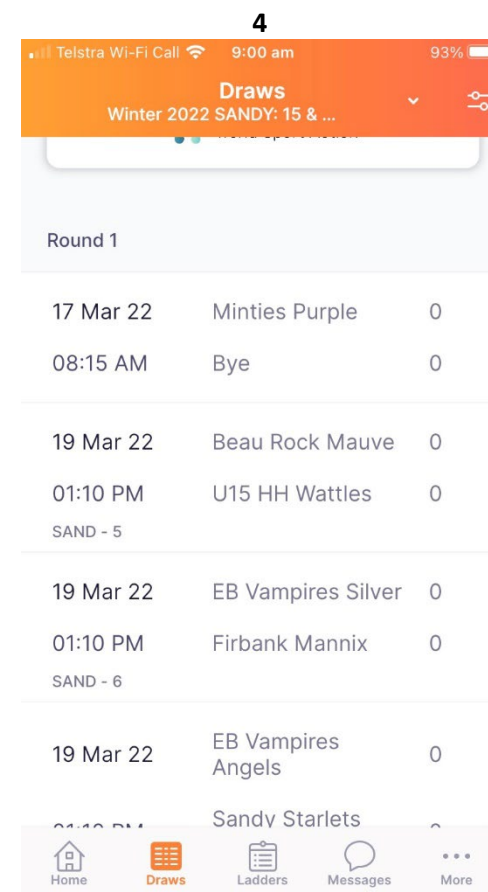 4
Telstra Wi-Fi Call 9:00 am 93%
Draws
Winter 2022 SANDY: 15 & ...
Round 1
17 Mar 22 Minties Purple 0
08:15 AM Bye 0
19 Mar 22 Beau Rock Mauve 0
01:10 PM U15 HH Wattles 0
SAND - 5
19 Mar 22 EB Vampires Silver 0
01:10 PM Firbank Mannix 0
SAND - 6
19 Mar 22 EB Vampires 0
Angels
Sandy Starlets
Home Draws Ladders Messages More